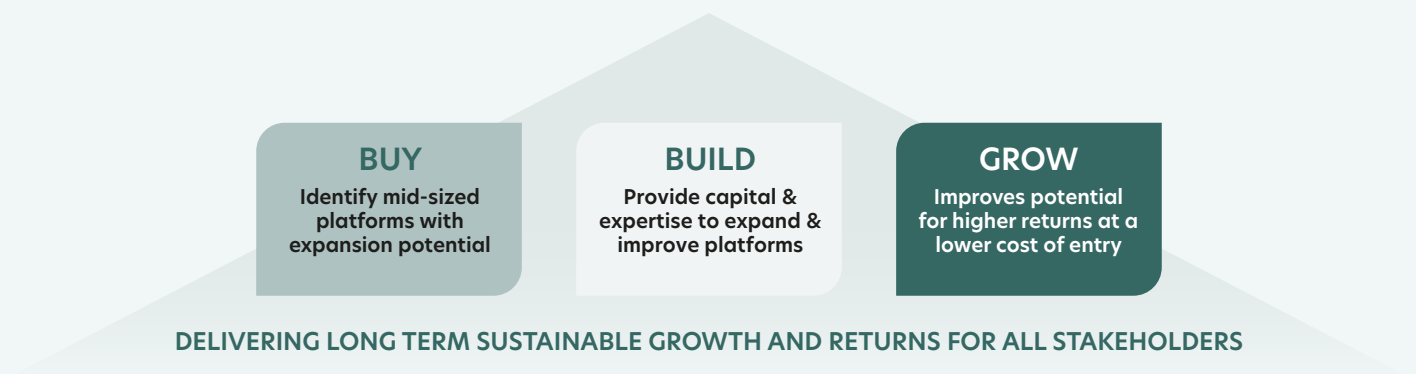 BUY
Identify mid-sized
platforms with
expansion potential
BUILD
Provide capital &
expertise to expand &
improve platforms
GROW
Improves potential
for higher returns at a
lower cost of entry
DELIVERING LONG TERM SUSTAINABLE GROWTH AND RETURNS FOR ALL STAKEHOLDERS